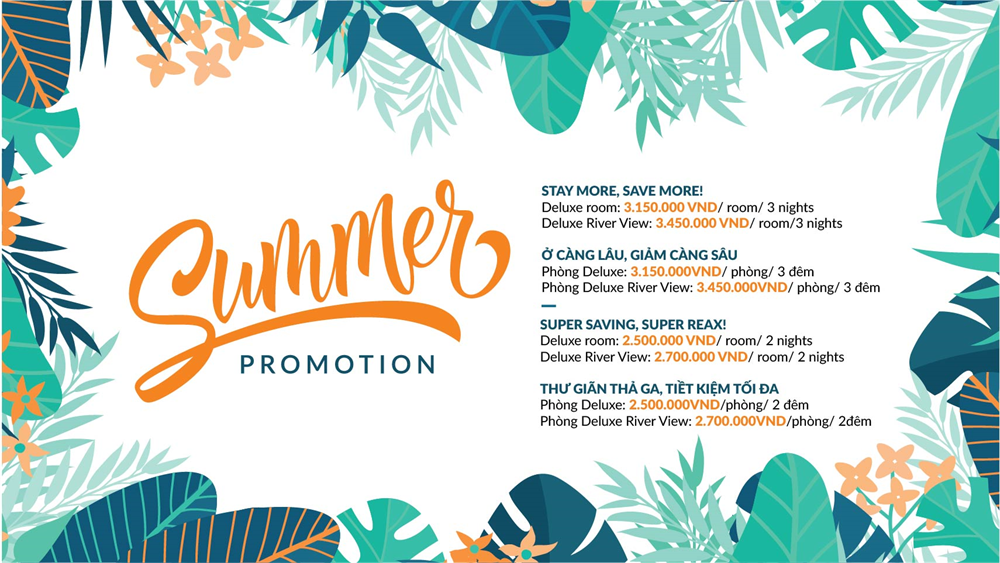 Summer
PROMOTION
STAY MORE, SAVE MORE!
Deluxe room: 3.150.000 VND/ room/ 3 nights
Deluxe River View: 3.450.000 VND/ room/3 nights
Ở CÀNG LÂU, GIẢM CÀNG SÂU
Phòng Deluxe: 3.150.000VND/ phòng/ 3 đêm
Phòng Deluxe River View: 3.450.000VND/ phòng/ 3 đêm
SUPER SAVING, SUPER REAX!
Deluxe room: 2.500.000 VND/ room/ 2 nights
Deluxe River View: 2.700.000 VND/ room/ 2 nights
THƯ GIÃN THẢ GA, TIẾT KIỆM TỐI ĐA
Phòng Deluxe: 2.500.000VND/phòng/ 2 đêm
Phòng Deluxe River View: 2.700.000VND/phòng/ 2đêm